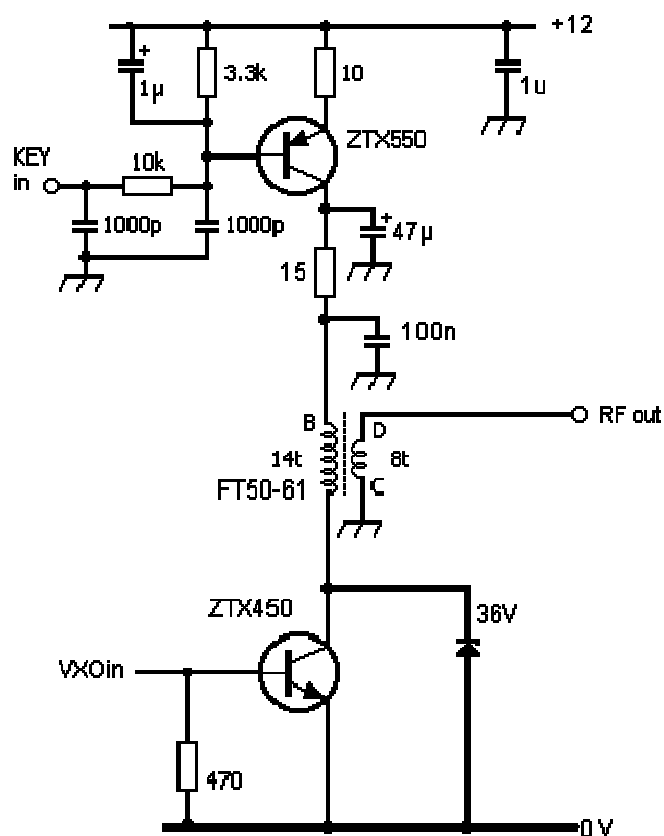 +12
+
1µ
3.3k
10
1u
ZTX550
KEY
in
10k
1000p
1000p
+
47µ
15
100n
B
D
RF out
14t
8t
FT50-61
C
ZTX450
36V
VXOin
470
0V